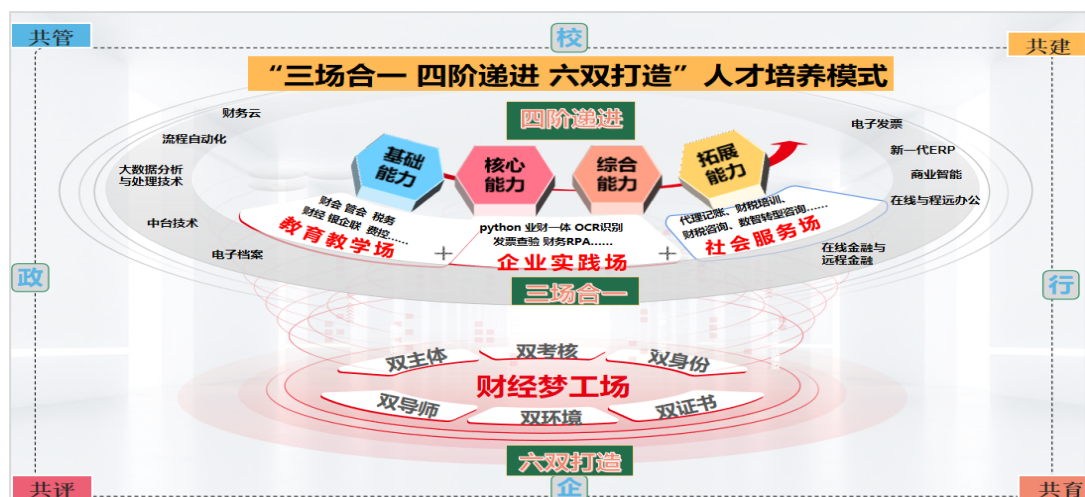 共管
校
共建
“三场合一 四阶递进 六双打造”人才培养模式
四阶递进
财务云
流程自动化
大数据分析
与处理技术
中台技术
电子档案
电子发票
新一代ERP
商业智能
在线与程远办公
在线金融与
远程金融
基础
能力
核心
能力
综合
能力
拓展
能力
财会 管会 税务
财经 银企联 费控......
教育教学场
+
python 业财一体 OCR识别
发票查验 财务RPA......
企业实践场
+
代理记账、财税培训、
财税咨询、数智转型咨询......
社会服务场
三场合一
政
行
双主体
双考核
双身份
财经梦工场
双导师
双环境
双证书
六双打造
共评
企
共育